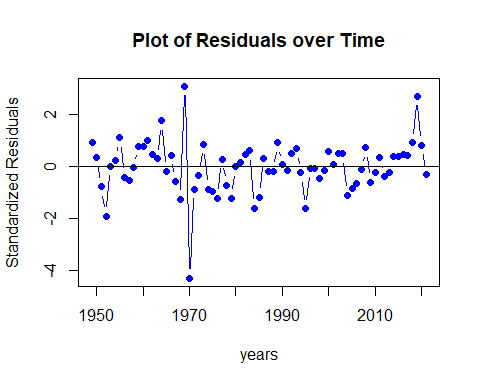 Plot of Residuals over Time
Standardized Residuals
2
0
-2
-4
1950 1970 1990 2010
years